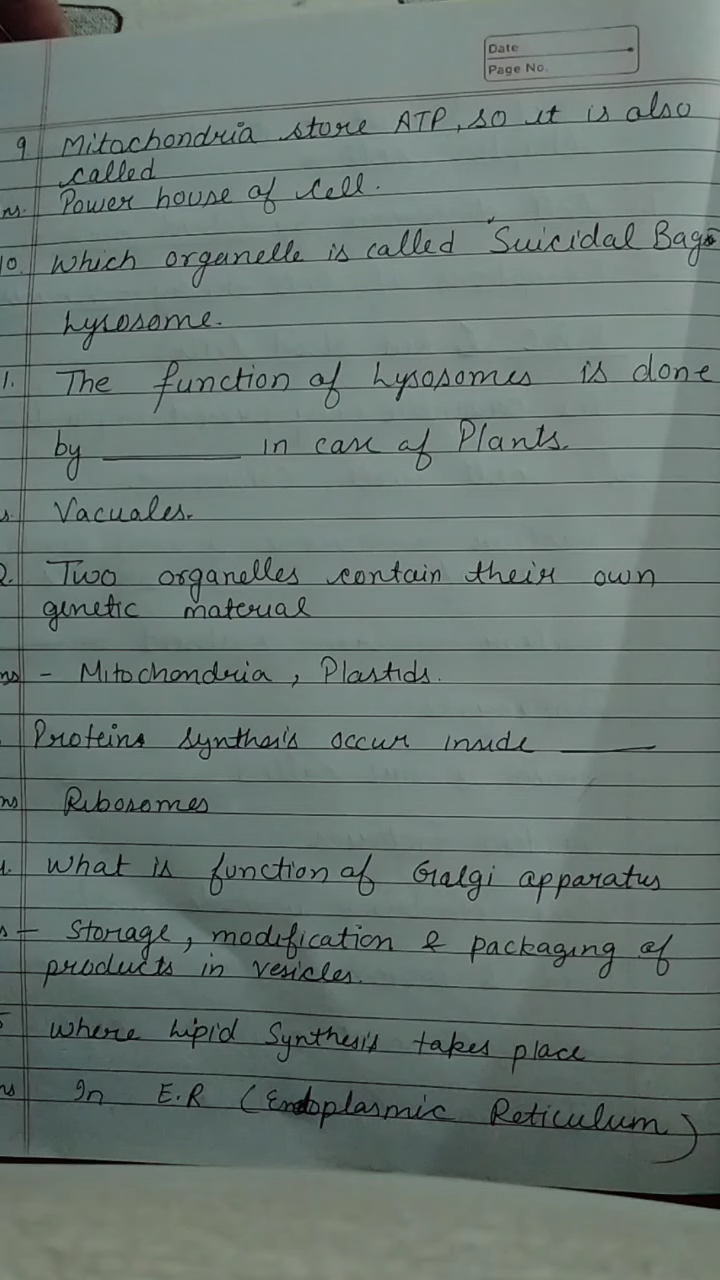 Date
Page No.
9 Mitochondria store ATP, so it is also
called
ns. Power house of Cell.
10. Which organelle is called "Suicidal Bags
Lysosome.
1. The function of Lysosomes is done
by ______ in case of Plants.
s. Vacuales.
2. Two organelles contain their own
genetic material
ns - Mitochondria, Plastids.
Proteins synthesis occur inside ______
ns Ribosomes
4. What is function of Golgi apparatus
s - Storage, modification & packaging of
products in vesicles.
5 Where Lipid Synthesis takes place
ns In E.R (Endoplasmic Reticulum)